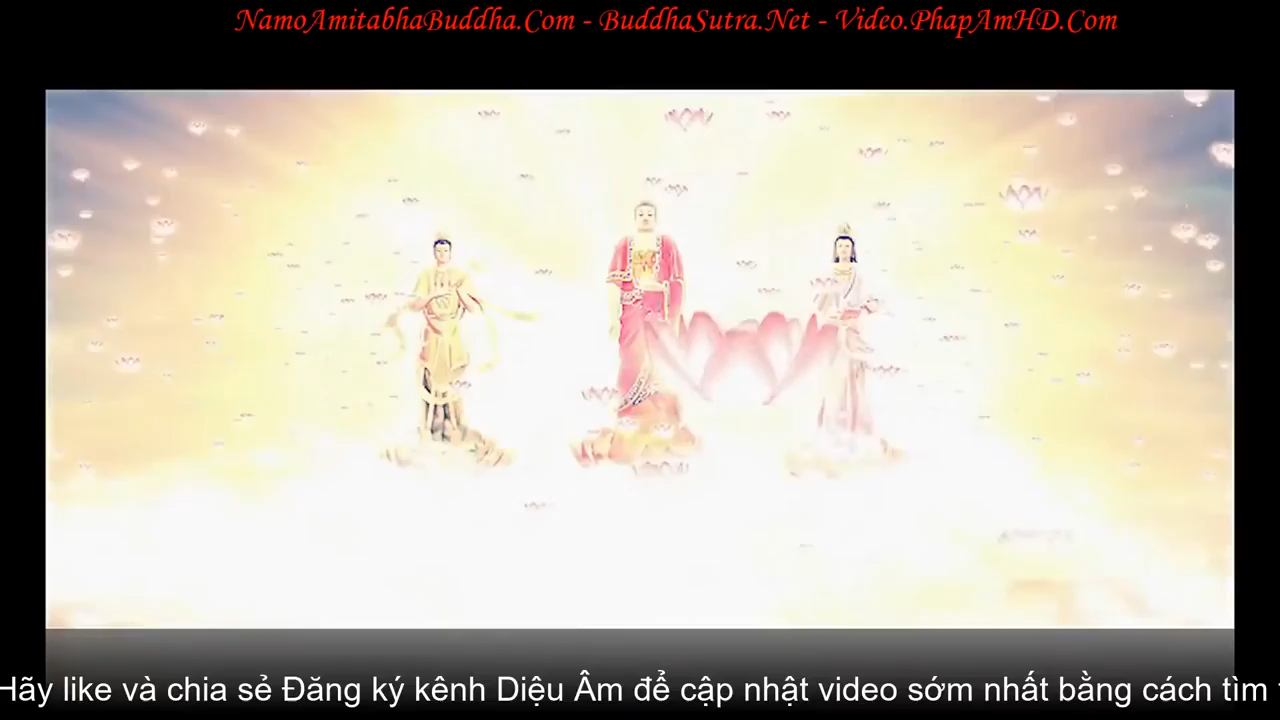 NamoAmitabhaBuddha.Com - BuddhaSutra.Net - Video.PhapAmHD.Com
Hãy like và chia sẻ Đăng ký kênh Diệu Âm để cập nhật video sớm nhất bằng cách tìm